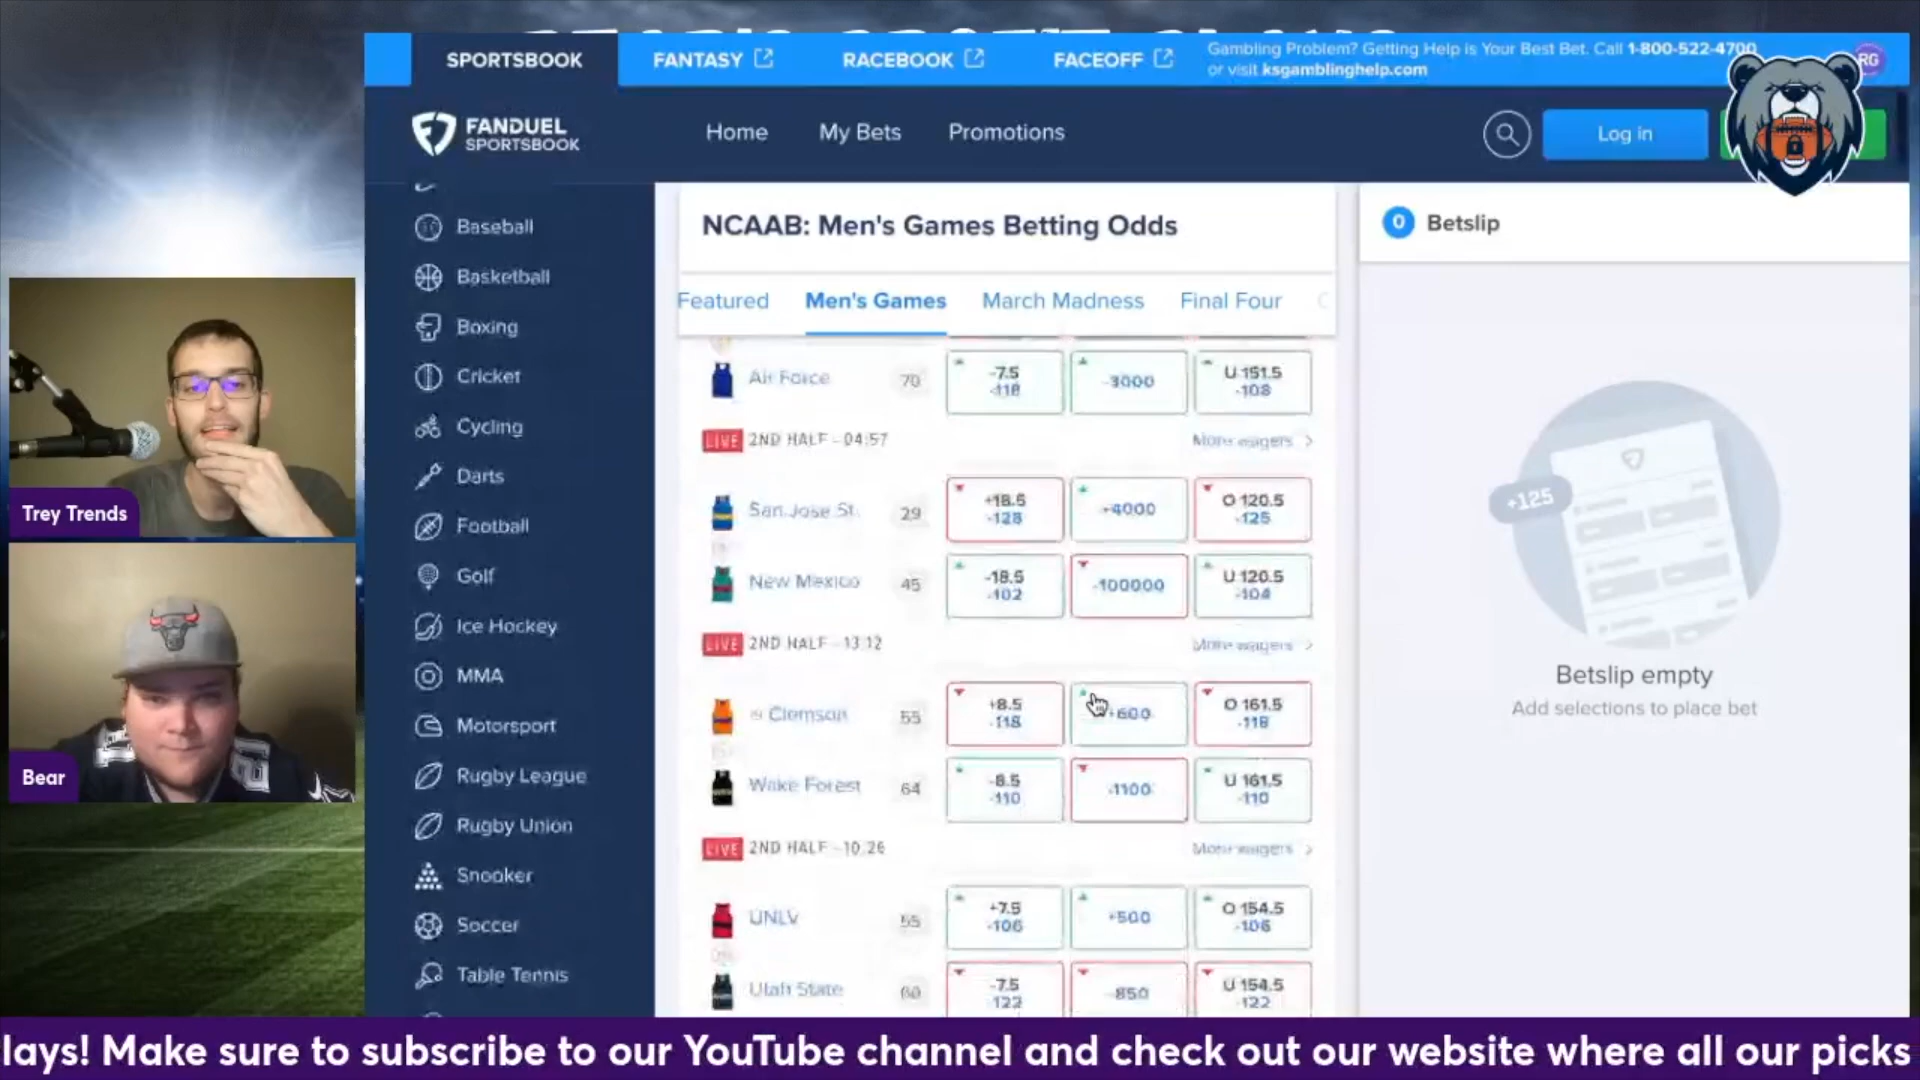 SPORTSBOOK
FANTASY
RACEBOOK
FACEOFF
Gambling Problem? Getting Help is Your Best Bet. Call 1-800-522-4700
or visit ksgamblinghelp.com
RG
FANDUEL
SPORTSBOOK
Home
My Bets
Promotions
Log in
Baseball
Basketball
Boxing
Cricket
Cycling
Darts
Football
Golf
Ice Hockey
MMA
Motorsport
Rugby League
Rugby Union
Snooker
Soccer
Table Tennis
NCAAB: Men's Games Betting Odds
Featured
Men's Games
March Madness
Final Four
Air Force 70 -7.5 -3000 U 151.5
-118 -108
LIVE 2ND HALF - 04:57 More wagers
San Jose St. 29 +18.5 +4000 O 120.5
-128 -125
New Mexico 45 -18.5 -100000 U 120.5
-102 -104
LIVE 2ND HALF - 13:12 More wagers
Clemson 55 +8.5 +600 O 161.5
-118 -118
Wake Forest 64 -8.5 -1100 U 161.5
-110 -110
LIVE 2ND HALF - 10:26 More wagers
UNLV 55 +7.5 +500 O 154.5
-106 -106
Utah State 60 -7.5 -850 U 154.5
-122 -122
0 Betslip
+125
Betslip empty
Add selections to place bet
Trey Trends
Bear
lays! Make sure to subscribe to our YouTube channel and check out our website where all our picks